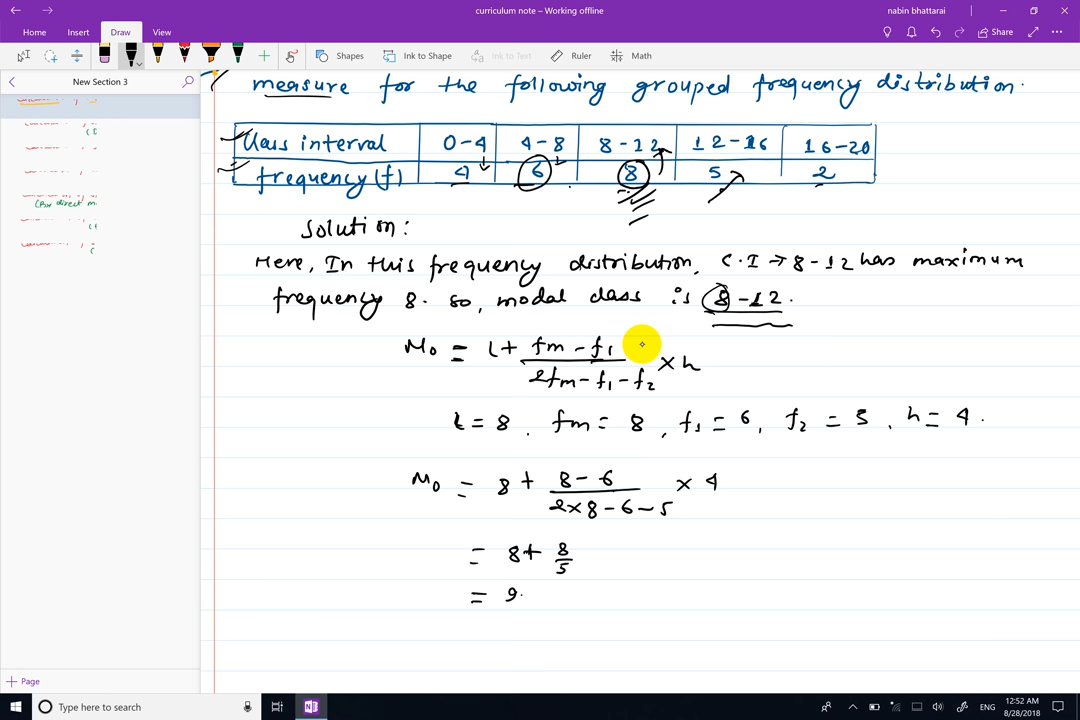 curriculum note – Working offline
nabin bhattarai
Home Insert Draw View
Share
Shapes Ink to Shape Ink to Text Ruler Math
New Section 3
measure for the following grouped frequency distribution.
Class interval 0-4 4-8 8-12 12-16 16-20
frequency(f) 4 6 8 5 2
(For direct m
Solution:
Here, In this frequency distribution, C.I → 8-12 has maximum
frequency 8. so, modal class is 8-12.
M₀ = l + (fm - f₁)/(2fm - f₁ - f₂) × h
l = 8, fm = 8, f₁ = 6, f₂ = 5, h = 4.
M₀ = 8 + (8-6)/(2×8-6-5) × 4
= 8 + 8/5
= 9.
+ Page
Type here to search
ENG
12:52 AM
8/28/2018